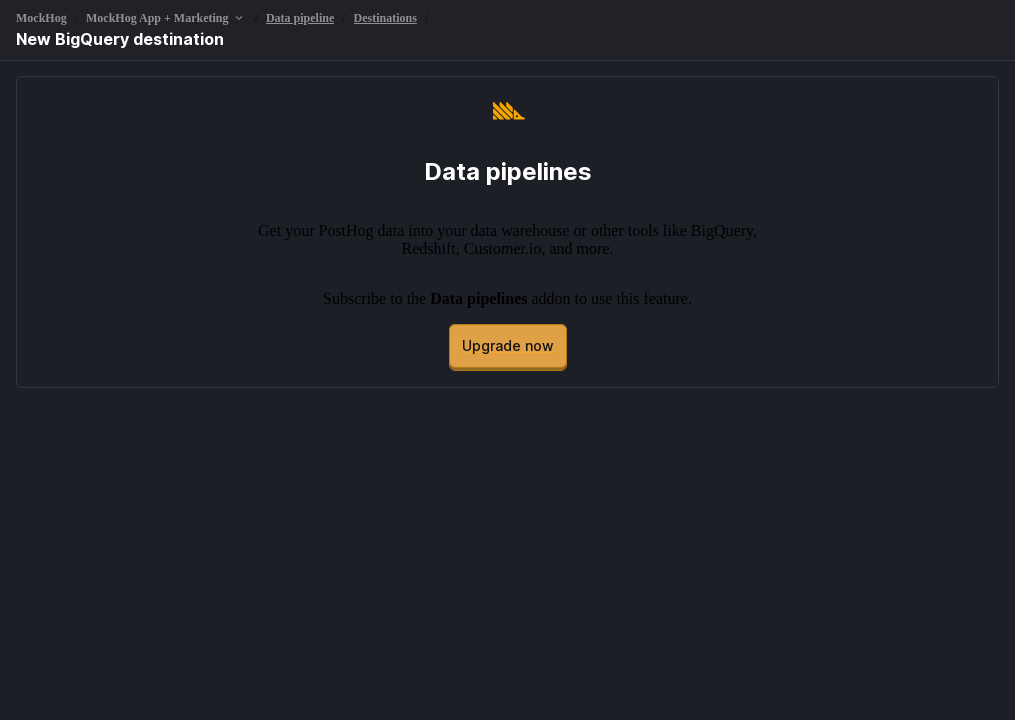 MockHog / MockHog App + Marketing / Data pipeline / Destinations /
New BigQuery destination
Data pipelines
Get your PostHog data into your data warehouse or other tools like BigQuery,
Redshift, Customer.io, and more.
Subscribe to the Data pipelines addon to use this feature.
Upgrade now